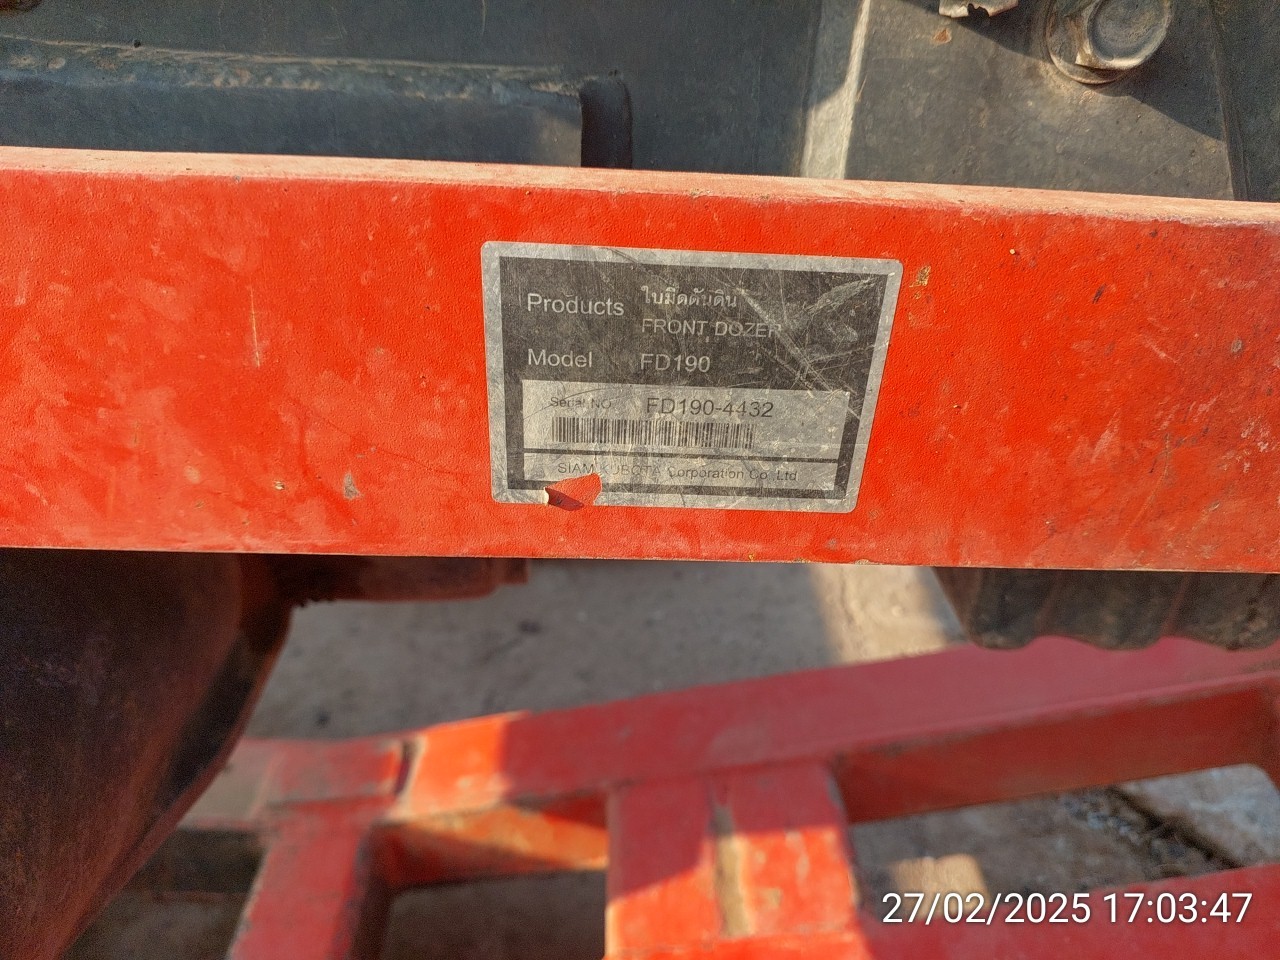 Products ใบมีดดันดิน
FRONT DOZER
Model FD190
Serial NO. FD190-4432
SIAM KUBOTA Corporation Co.,Ltd
27/02/2025 17:03:47